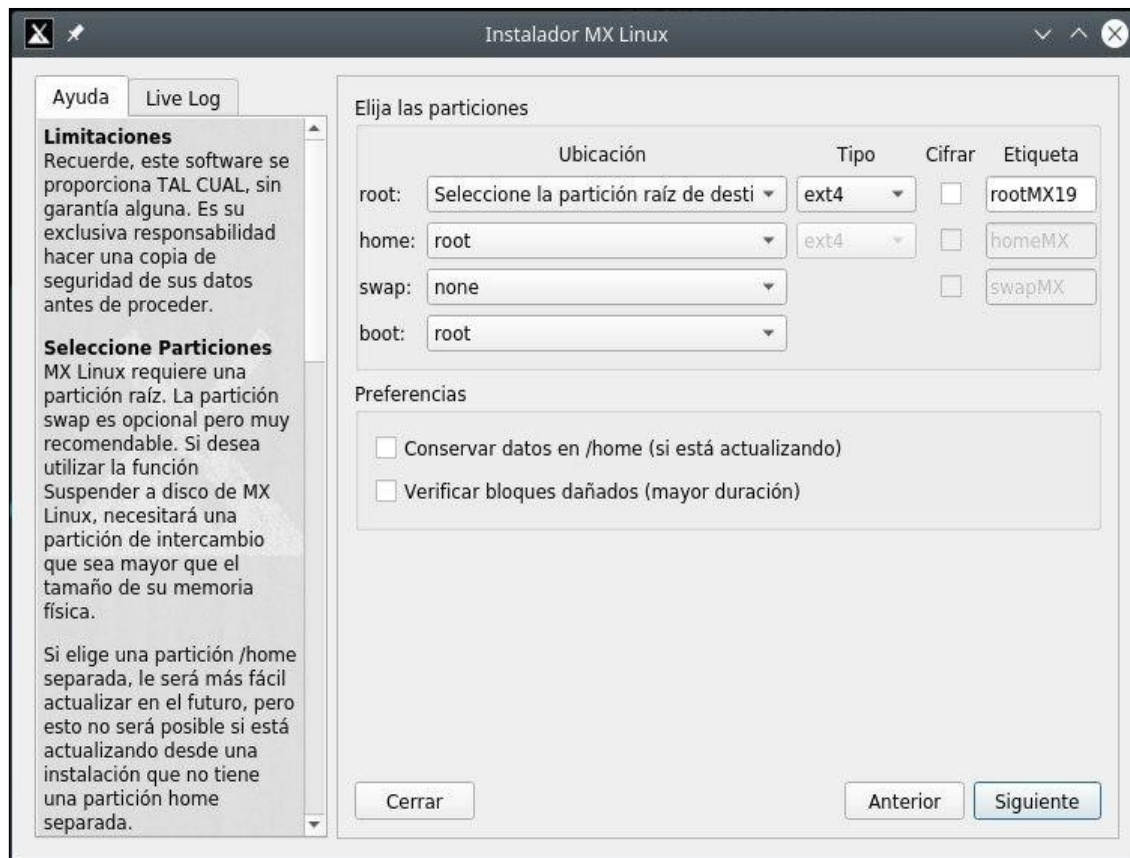 Instalador MX Linux
Ayuda
Live Log
Limitaciones
Recuerde, este software se
proporciona TAL CUAL, sin
garantía alguna. Es su
exclusiva responsabilidad
hacer una copia de
seguridad de sus datos
antes de proceder.
Seleccione Particiones
MX Linux requiere una
partición raíz. La partición
swap es opcional pero muy
recomendable. Si desea
utilizar la función
Suspender a disco de MX
Linux, necesitará una
partición de intercambio
que sea mayor que el
tamaño de su memoria
física.
Si elige una partición /home
separada, le será más fácil
actualizar en el futuro, pero
esto no será posible si está
actualizando desde una
instalación que no tiene
una partición home
separada.
Elija las particiones
Ubicación Tipo Cifrar Etiqueta
root: Seleccione la partición raíz de desti ext4 rootMX19
home: root ext4 homeMX
swap: none swapMX
boot: root
Preferencias
Conservar datos en /home (si está actualizando)
Verificar bloques dañados (mayor duración)
Cerrar Anterior Siguiente